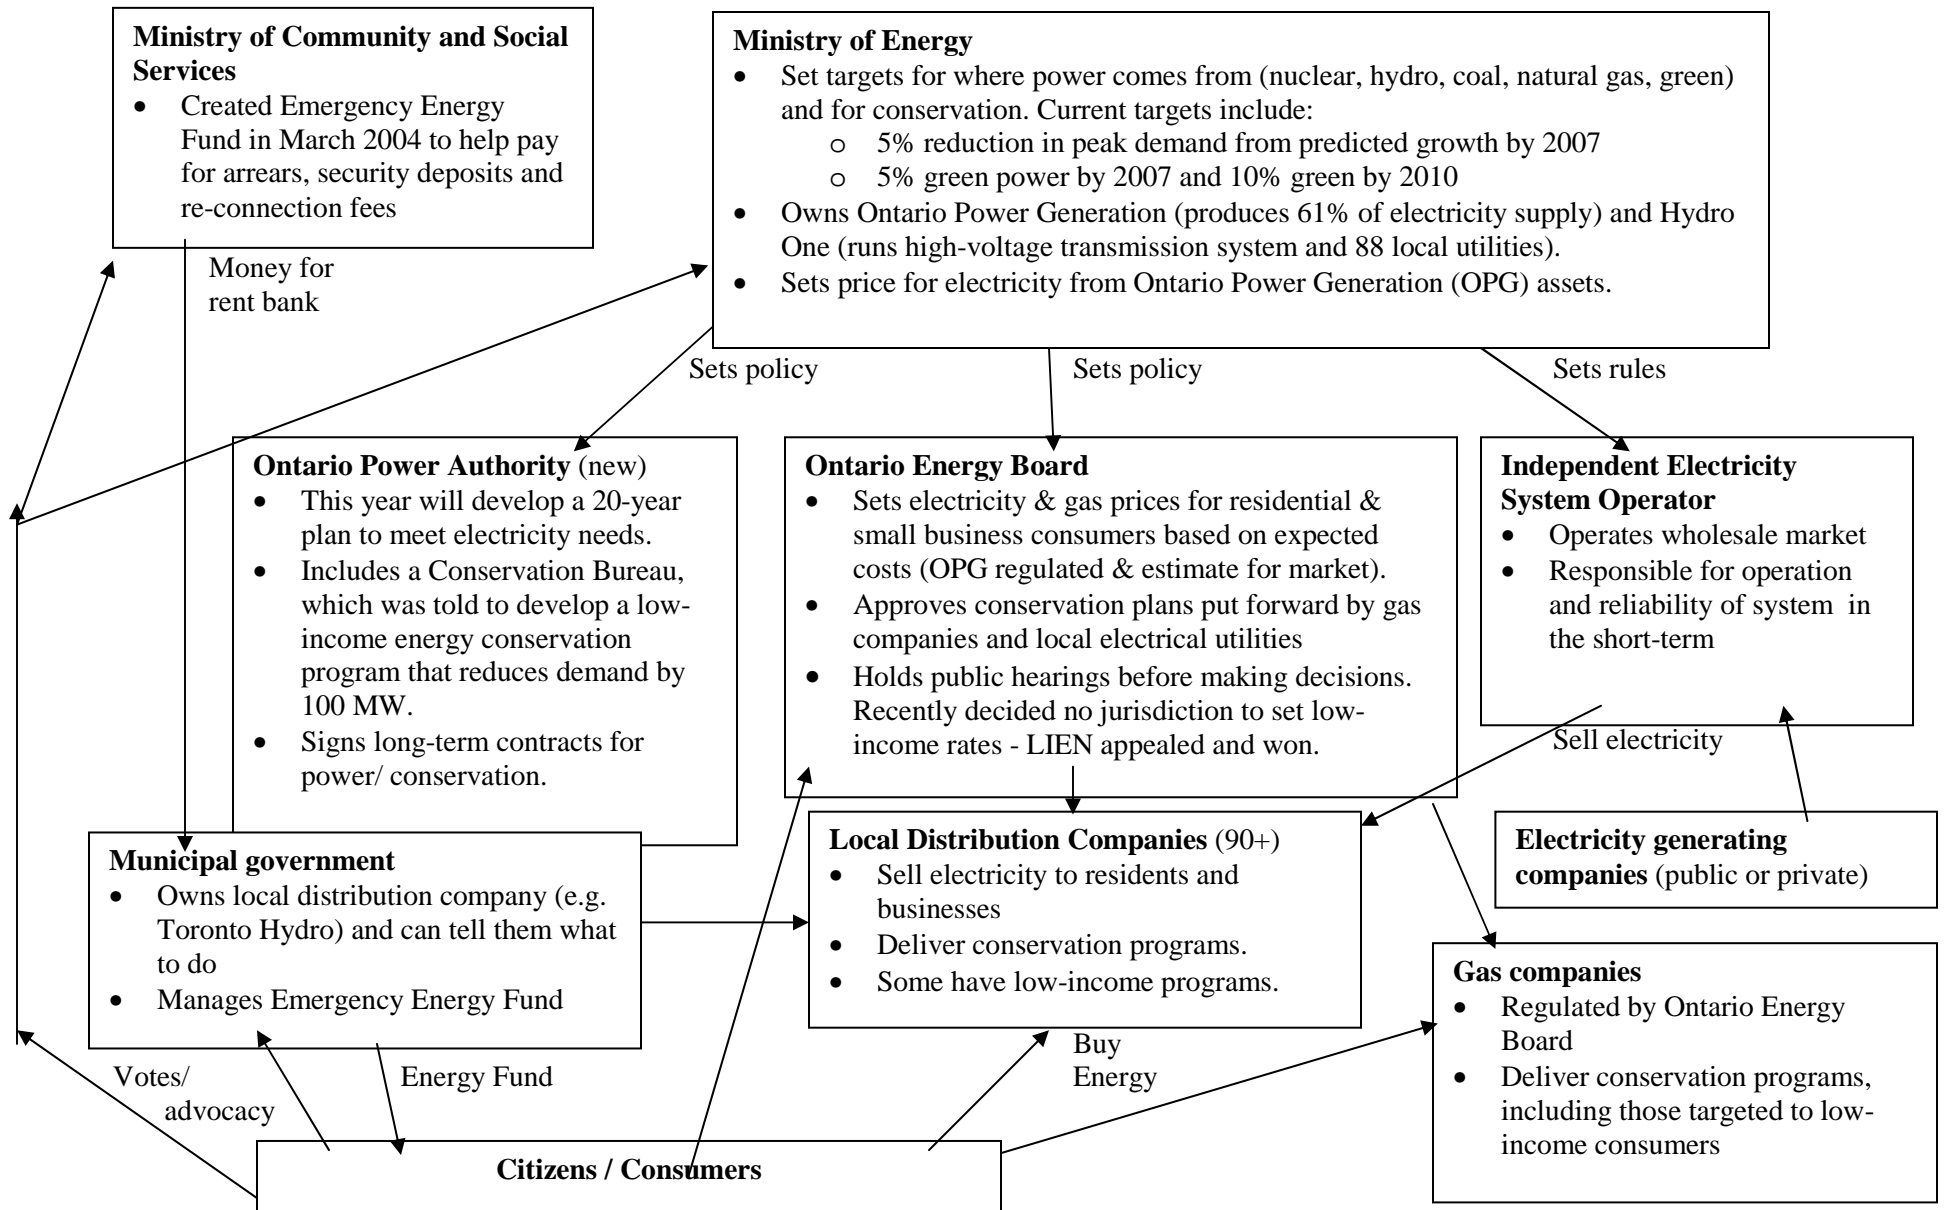 Ministry of Community and Social
Services
• Created Emergency Energy
Fund in March 2004 to help pay
for arrears, security deposits and
re-connection fees
Ministry of Energy
• Set targets for where power comes from (nuclear, hydro, coal, natural gas, green)
and for conservation. Current targets include:
o 5% reduction in peak demand from predicted growth by 2007
o 5% green power by 2007 and 10% green by 2010
• Owns Ontario Power Generation (produces 61% of electricity supply) and Hydro
One (runs high-voltage transmission system and 88 local utilities).
• Sets price for electricity from Ontario Power Generation (OPG) assets.
Money for
rent bank
Sets policy
Sets policy
Sets rules
Ontario Power Authority (new)
• This year will develop a 20-year
plan to meet electricity needs.
• Includes a Conservation Bureau,
which was told to develop a low-
income energy conservation
program that reduces demand by
100 MW.
• Signs long-term contracts for
power/ conservation.
Ontario Energy Board
• Sets electricity & gas prices for residential &
small business consumers based on expected
costs (OPG regulated & estimate for market).
• Approves conservation plans put forward by gas
companies and local electrical utilities
• Holds public hearings before making decisions.
Recently decided no jurisdiction to set low-
income rates - LIEN appealed and won.
Independent Electricity
System Operator
• Operates wholesale market
• Responsible for operation
and reliability of system in
the short-term
Sell electricity
Municipal government
• Owns local distribution company (e.g.
Toronto Hydro) and can tell them what
to do
• Manages Emergency Energy Fund
Local Distribution Companies (90+)
• Sell electricity to residents and
businesses
• Deliver conservation programs.
• Some have low-income programs.
Electricity generating
companies (public or private)
Gas companies
• Regulated by Ontario Energy
Board
• Deliver conservation programs,
including those targeted to low-
income consumers
Votes/
advocacy
Energy Fund
Buy
Energy
Citizens / Consumers